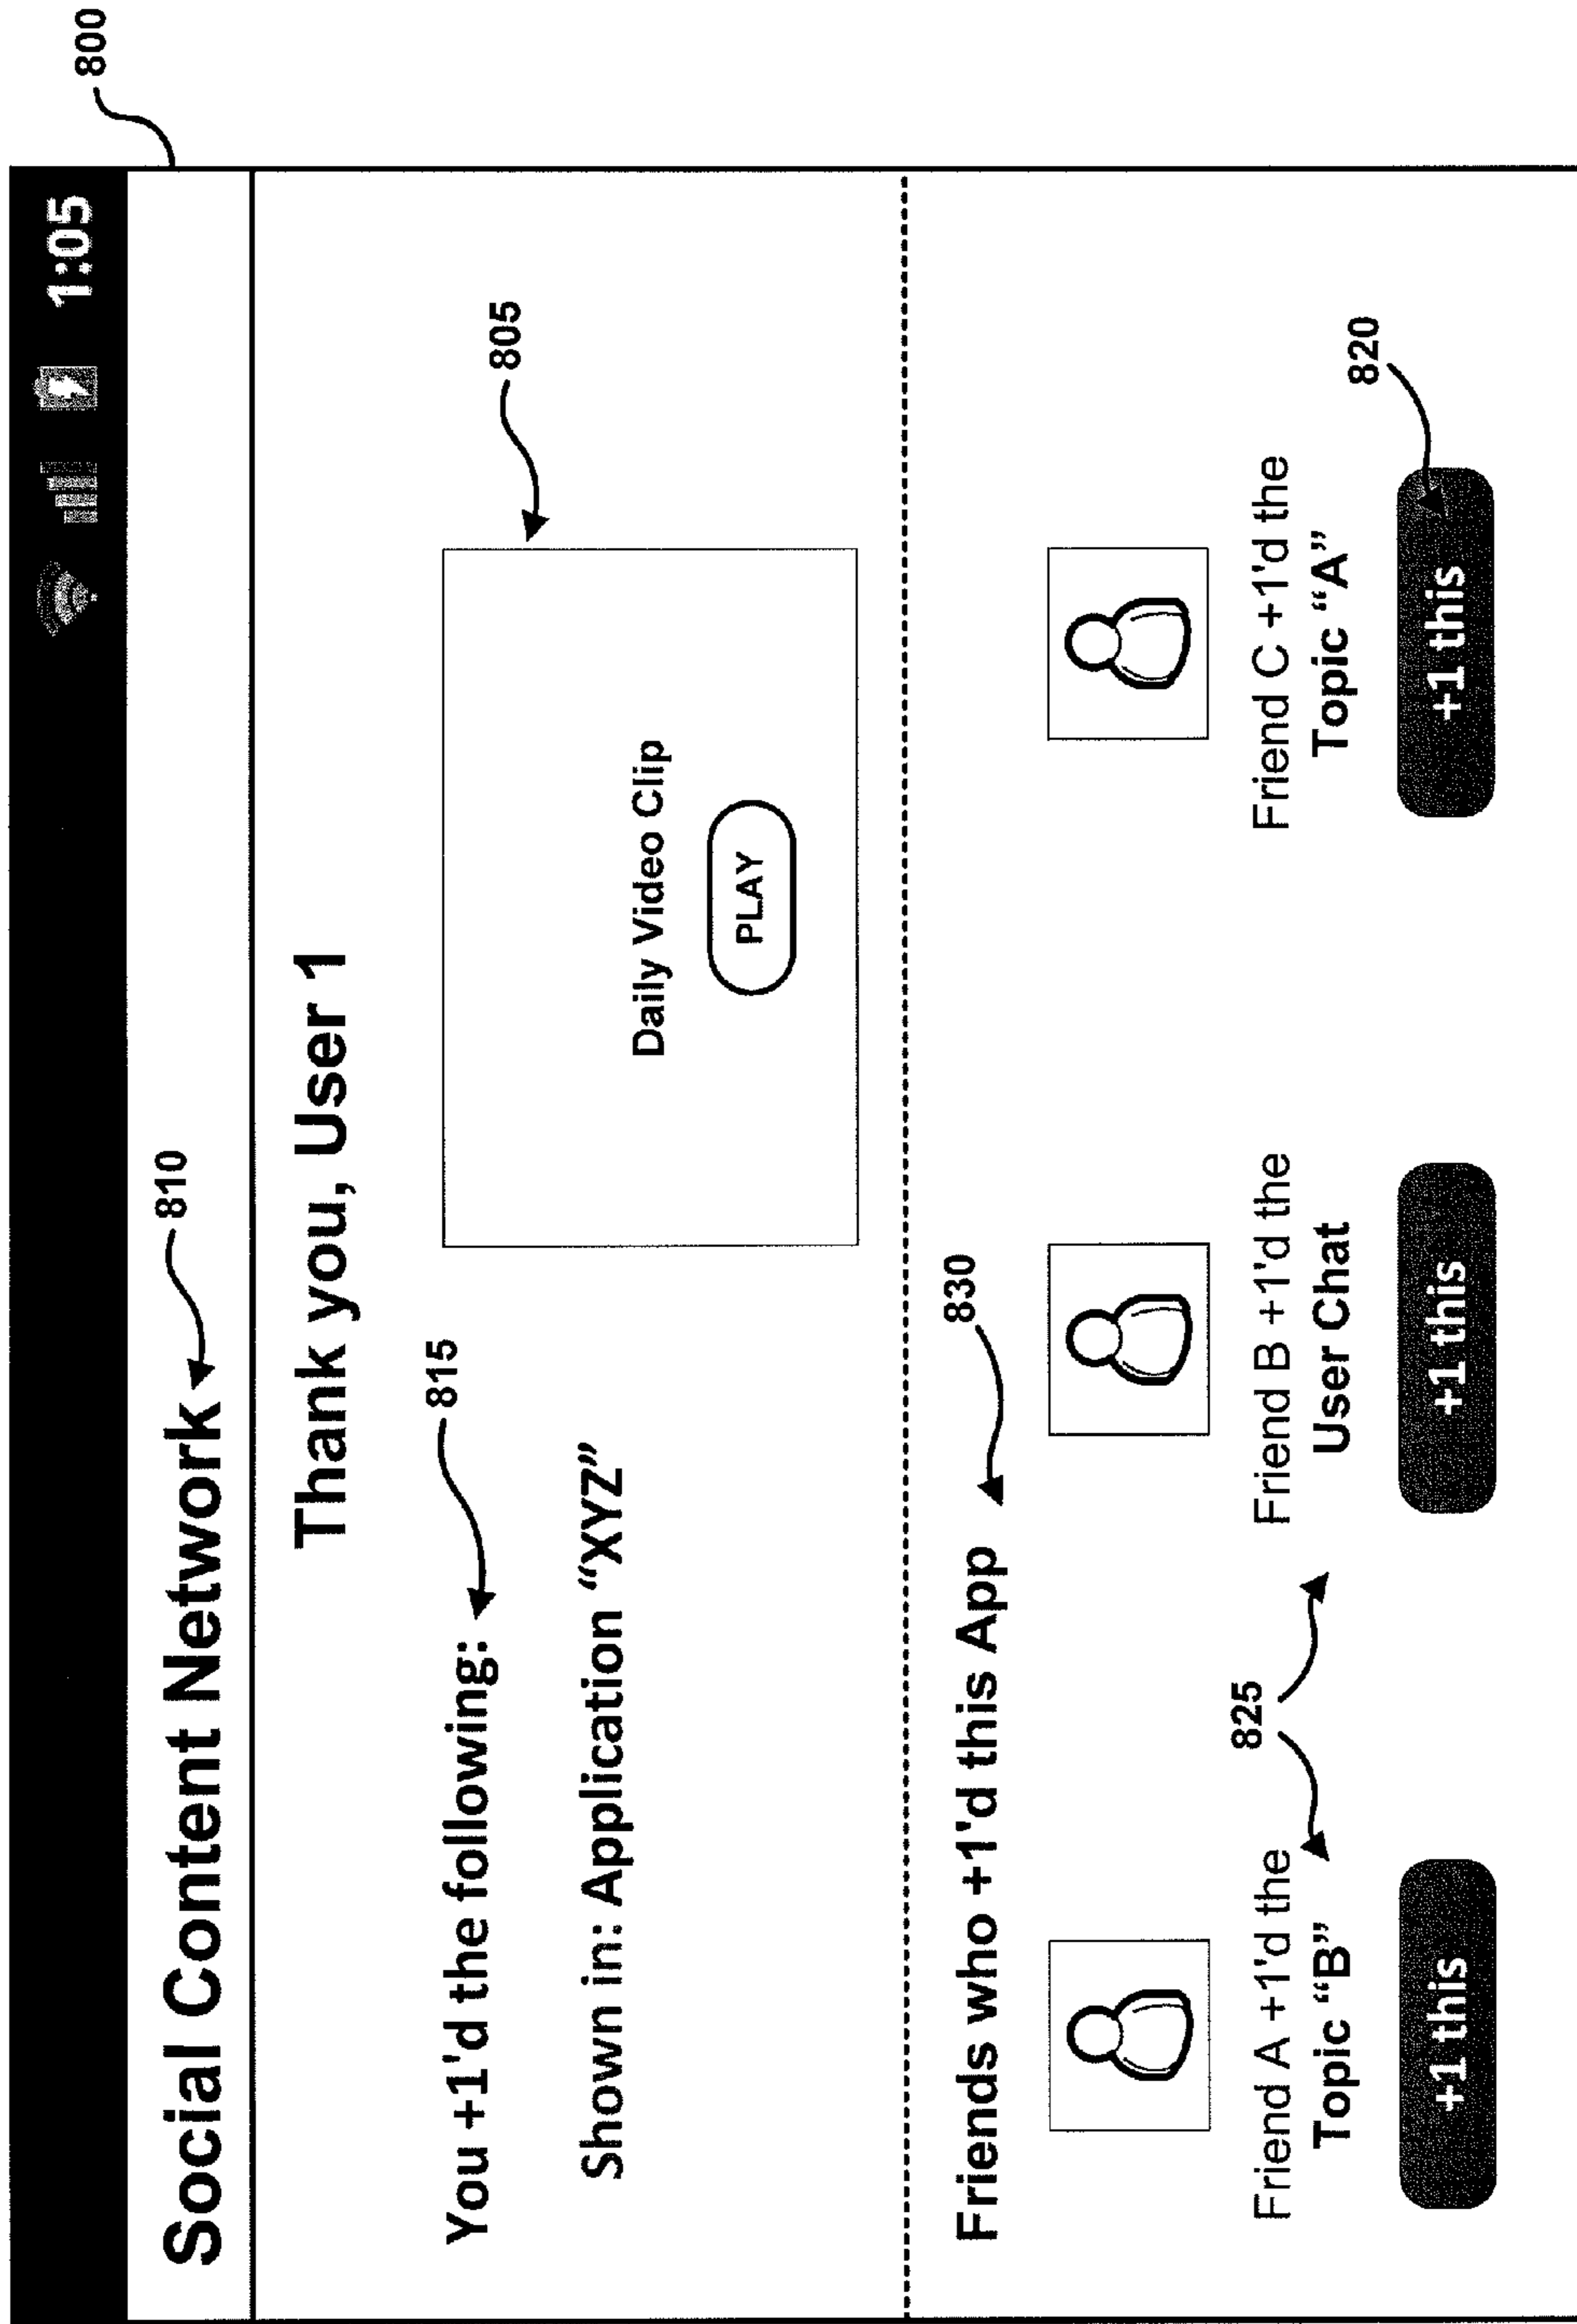 800
1:05
Social Content Network
810
Thank you, User 1
You +1'd the following:
815
805
Shown in: Application “XYZ”
Daily Video Clip
PLAY
Friends who +1'd this App
830
825
Friend A +1'd the
Topic “B”
+1 this
Friend B +1'd the
User Chat
+1 this
Friend C +1'd the
Topic “A”
820
+1 this